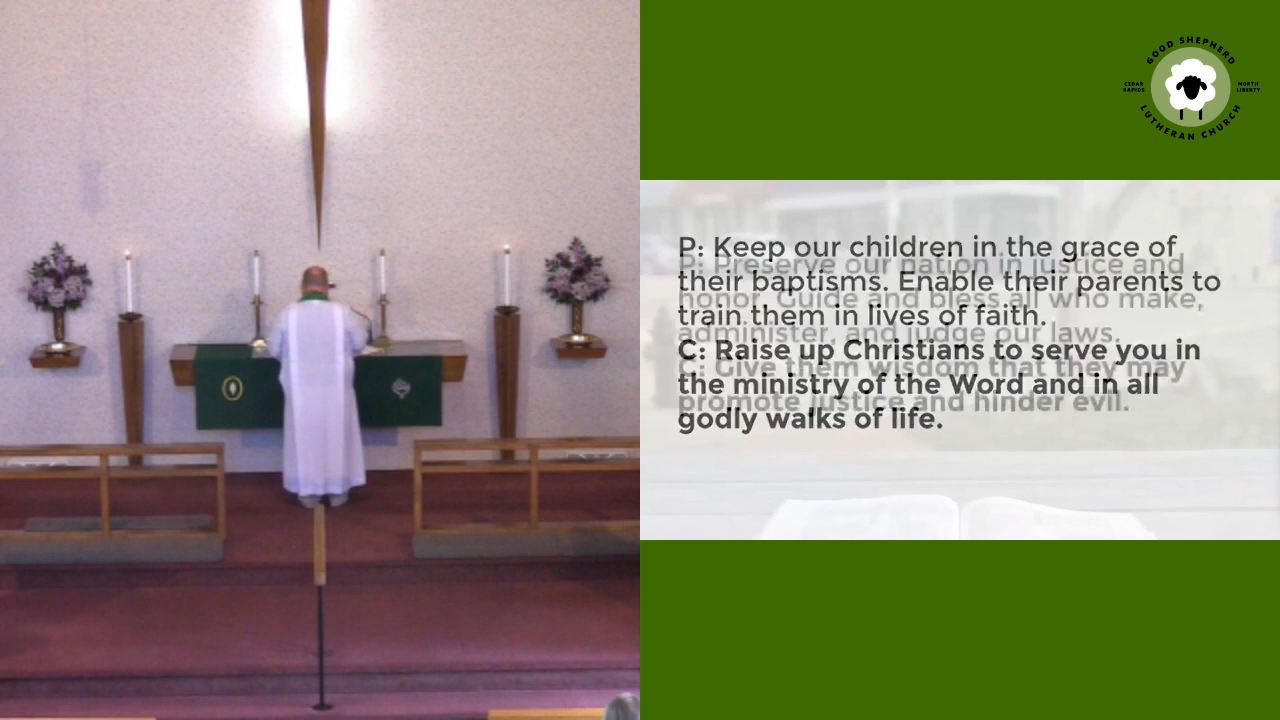 GOOD SHEPHERD
CEDAR RAPIDS
NORTH LIBERTY
LUTHERAN CHURCH
P: Keep our children in the grace of
their baptisms. Enable their parents to
train them in lives of faith.
C: Raise up Christians to serve you in
the ministry of the Word and in all
godly walks of life.
P: Preserve our nation in justice and
honor. Guide and bless all who make,
administer, and judge our laws.
C: Give them wisdom that they may
promote justice and hinder evil.